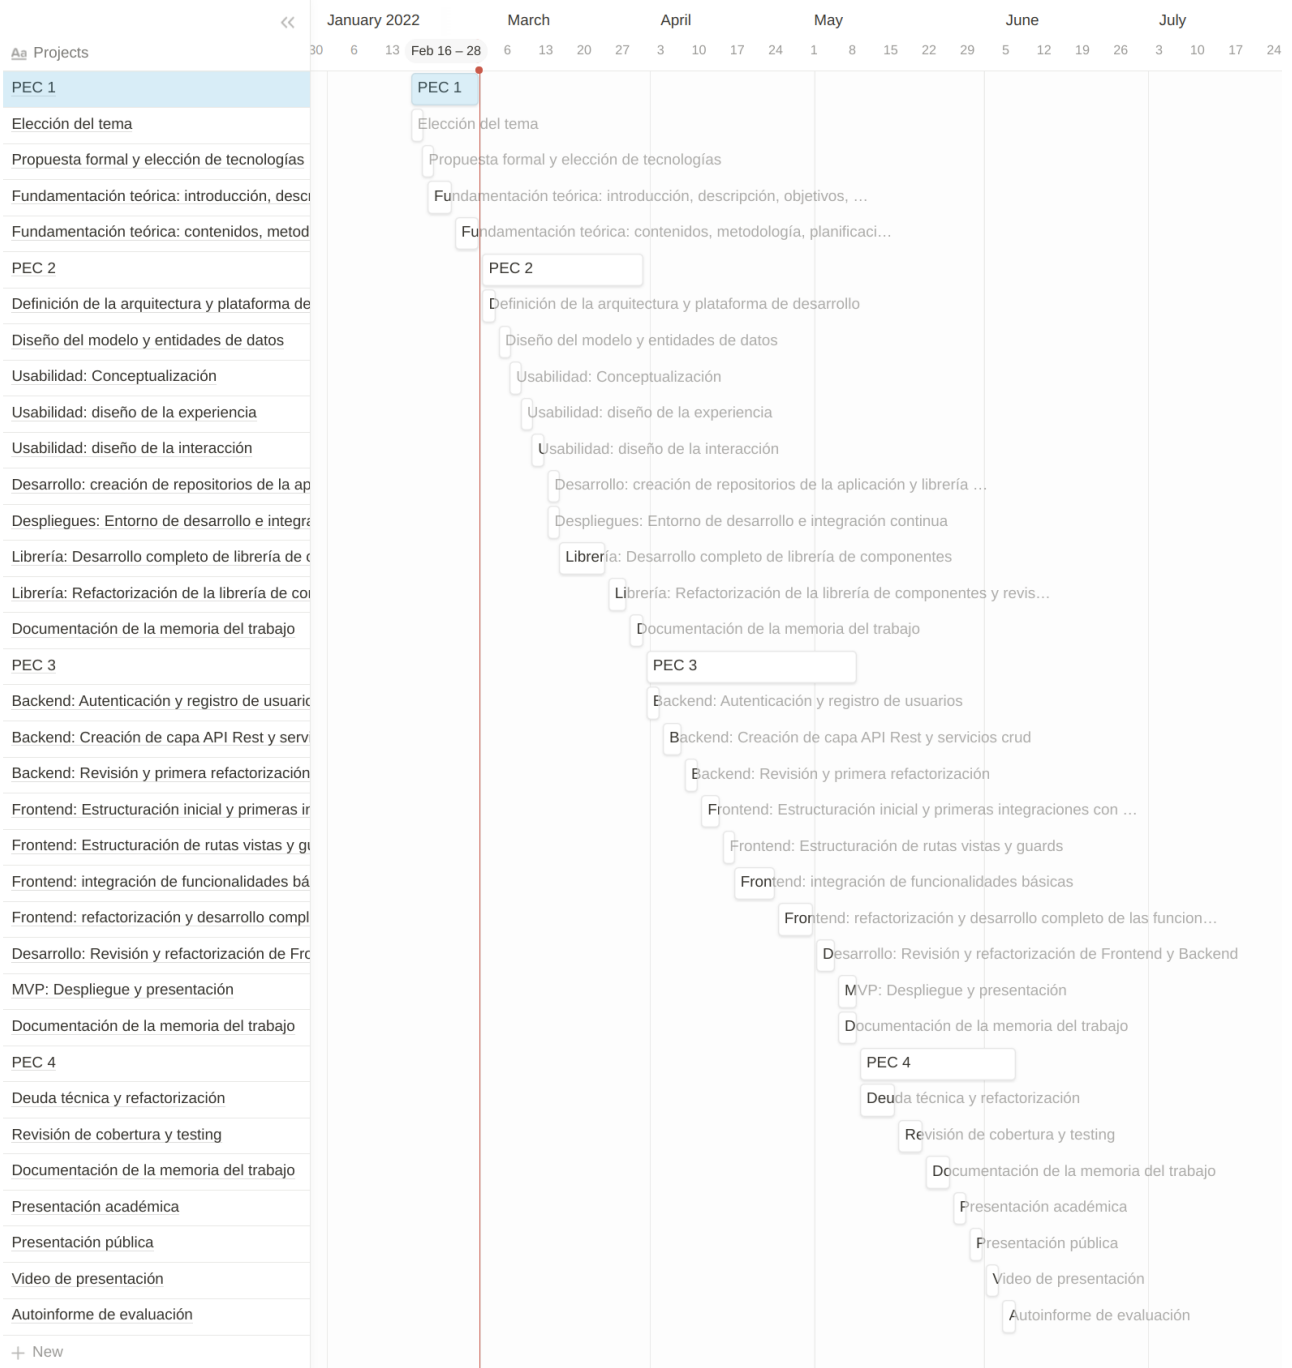 January 2022 March April May June July
Aa Projects
30 6 13 Feb 16 – 28 6 13 20 27 3 10 17 24 1 8 15 22 29 5 12 19 26 3 10 17 24
PEC 1 PEC 1
Elección del tema Elección del tema
Propuesta formal y elección de tecnologías Propuesta formal y elección de tecnologías
Fundamentación teórica: introducción, descr Fundamentación teórica: introducción, descripción, objetivos, …
Fundamentación teórica: contenidos, metod Fundamentación teórica: contenidos, metodología, planificaci…
PEC 2 PEC 2
Definición de la arquitectura y plataforma de Definición de la arquitectura y plataforma de desarrollo
Diseño del modelo y entidades de datos Diseño del modelo y entidades de datos
Usabilidad: Conceptualización Usabilidad: Conceptualización
Usabilidad: diseño de la experiencia Usabilidad: diseño de la experiencia
Usabilidad: diseño de la interacción Usabilidad: diseño de la interacción
Desarrollo: creación de repositorios de la ap Desarrollo: creación de repositorios de la aplicación y librería …
Despliegues: Entorno de desarrollo e integra Despliegues: Entorno de desarrollo e integración continua
Librería: Desarrollo completo de librería de c Librería: Desarrollo completo de librería de componentes
Librería: Refactorización de la librería de co Librería: Refactorización de la librería de componentes y revis…
Documentación de la memoria del trabajo Documentación de la memoria del trabajo
PEC 3 PEC 3
Backend: Autenticación y registro de usuario Backend: Autenticación y registro de usuarios
Backend: Creación de capa API Rest y servi Backend: Creación de capa API Rest y servicios crud
Backend: Revisión y primera refactorización Backend: Revisión y primera refactorización
Frontend: Estructuración inicial y primeras in Frontend: Estructuración inicial y primeras integraciones con …
Frontend: Estructuración de rutas vistas y gu Frontend: Estructuración de rutas vistas y guards
Frontend: integración de funcionalidades bá Frontend: integración de funcionalidades básicas
Frontend: refactorización y desarrollo compl Frontend: refactorización y desarrollo completo de las funcion…
Desarrollo: Revisión y refactorización de Fro Desarrollo: Revisión y refactorización de Frontend y Backend
MVP: Despliegue y presentación MVP: Despliegue y presentación
Documentación de la memoria del trabajo Documentación de la memoria del trabajo
PEC 4 PEC 4
Deuda técnica y refactorización Deuda técnica y refactorización
Revisión de cobertura y testing Revisión de cobertura y testing
Documentación de la memoria del trabajo Documentación de la memoria del trabajo
Presentación académica Presentación académica
Presentación pública Presentación pública
Video de presentación Video de presentación
Autoinforme de evaluación Autoinforme de evaluación
+ New